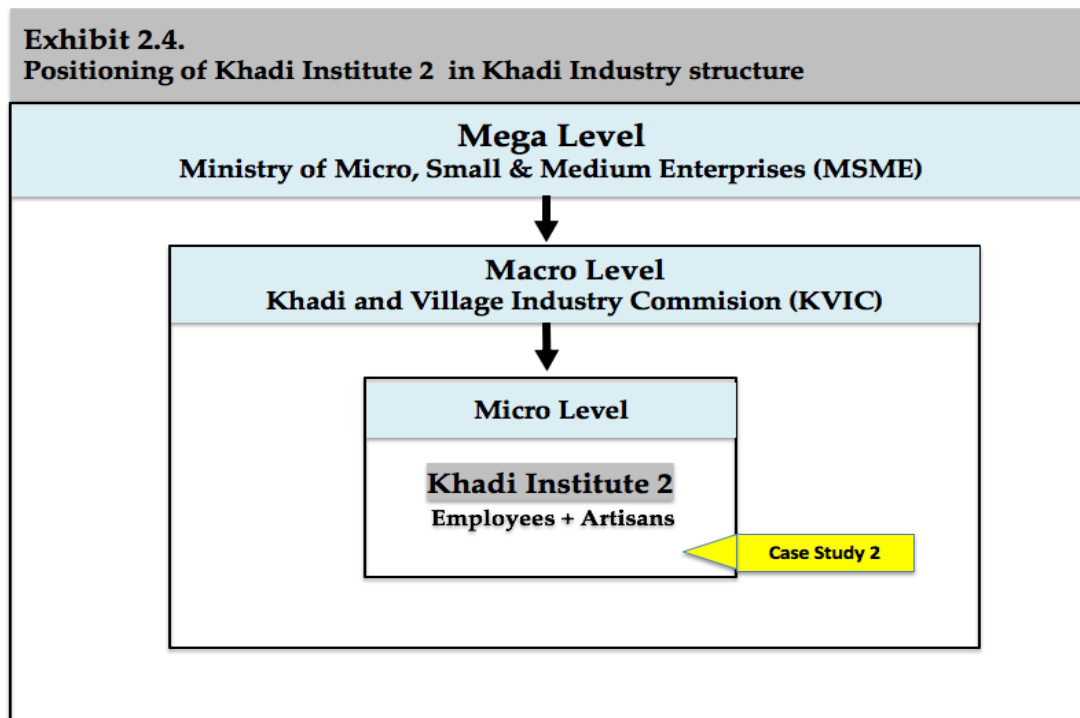 Exhibit 2.4.
Positioning of Khadi Institute 2 in Khadi Industry structure
Mega Level
Ministry of Micro, Small & Medium Enterprises (MSME)
Macro Level
Khadi and Village Industry Commision (KVIC)
Micro Level
Khadi Institute 2
Employees + Artisans
Case Study 2